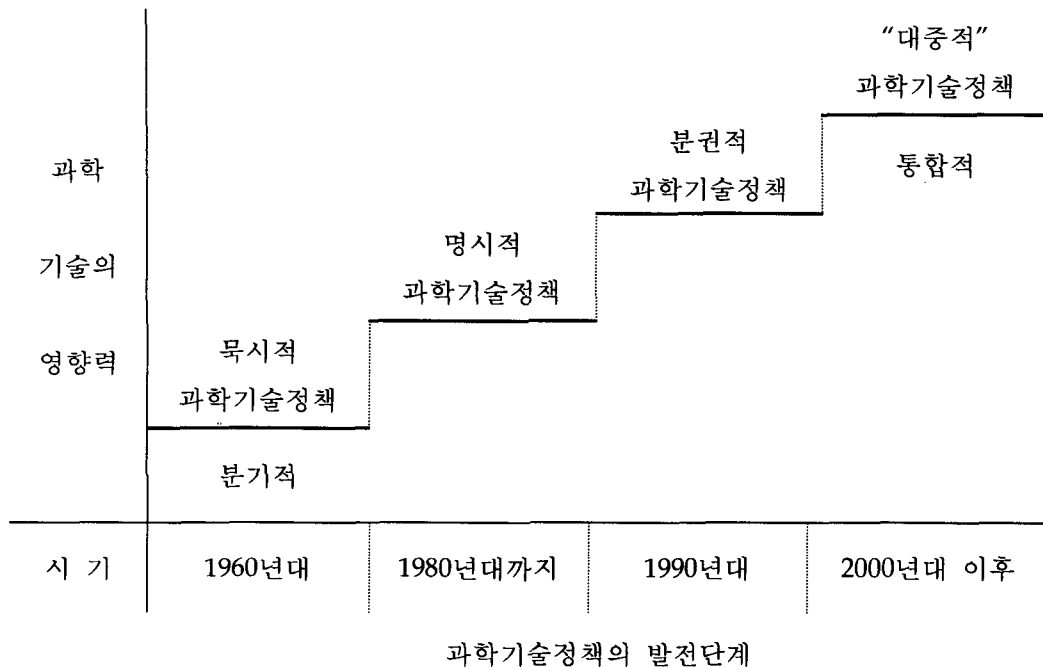 “대중적”
과학기술정책
분권적
과학기술정책
통합적
과학
명시적
과학기술정책
기술의
묵시적
과학기술정책
영향력
분기적
시 기
1960년대
1980년대까지
1990년대
2000년대 이후
과학기술정책의 발전단계